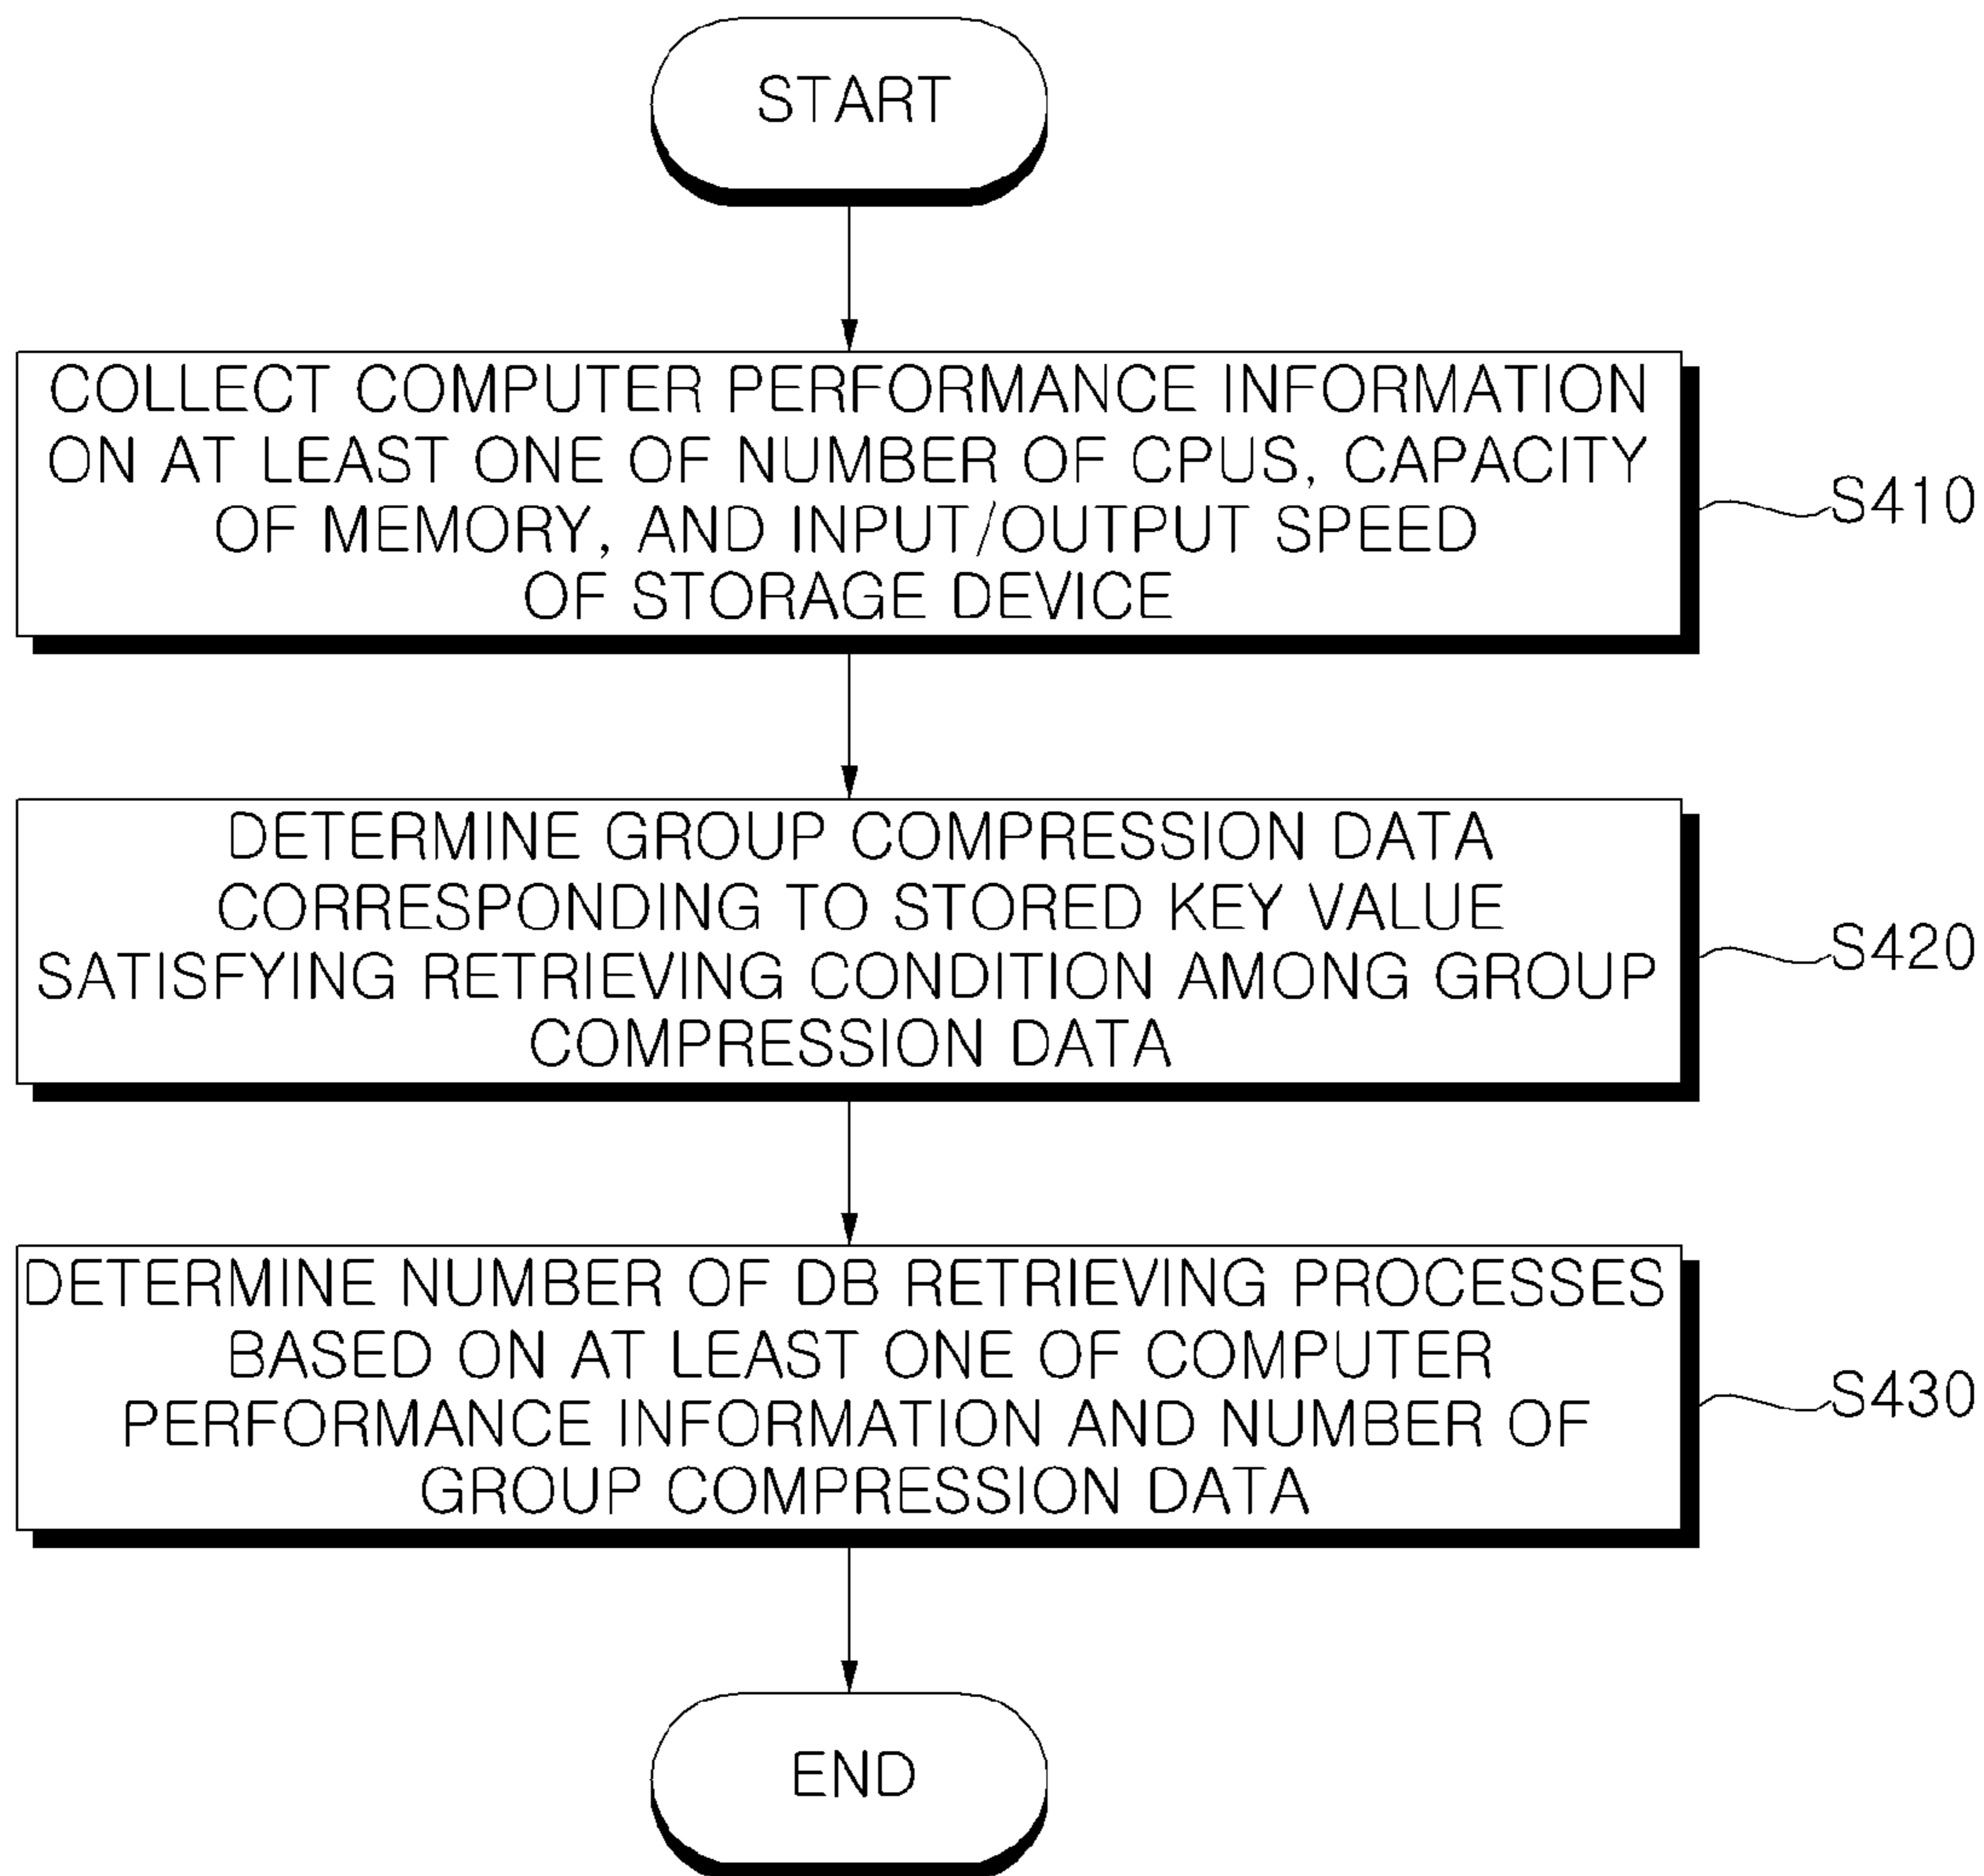 START
COLLECT COMPUTER PERFORMANCE INFORMATION
ON AT LEAST ONE OF NUMBER OF CPUS, CAPACITY
OF MEMORY, AND INPUT/OUTPUT SPEED
OF STORAGE DEVICE
S410
DETERMINE GROUP COMPRESSION DATA
CORRESPONDING TO STORED KEY VALUE
SATISFYING RETRIEVING CONDITION AMONG GROUP
COMPRESSION DATA
S420
DETERMINE NUMBER OF DB RETRIEVING PROCESSES
BASED ON AT LEAST ONE OF COMPUTER
PERFORMANCE INFORMATION AND NUMBER OF
GROUP COMPRESSION DATA
S430
END